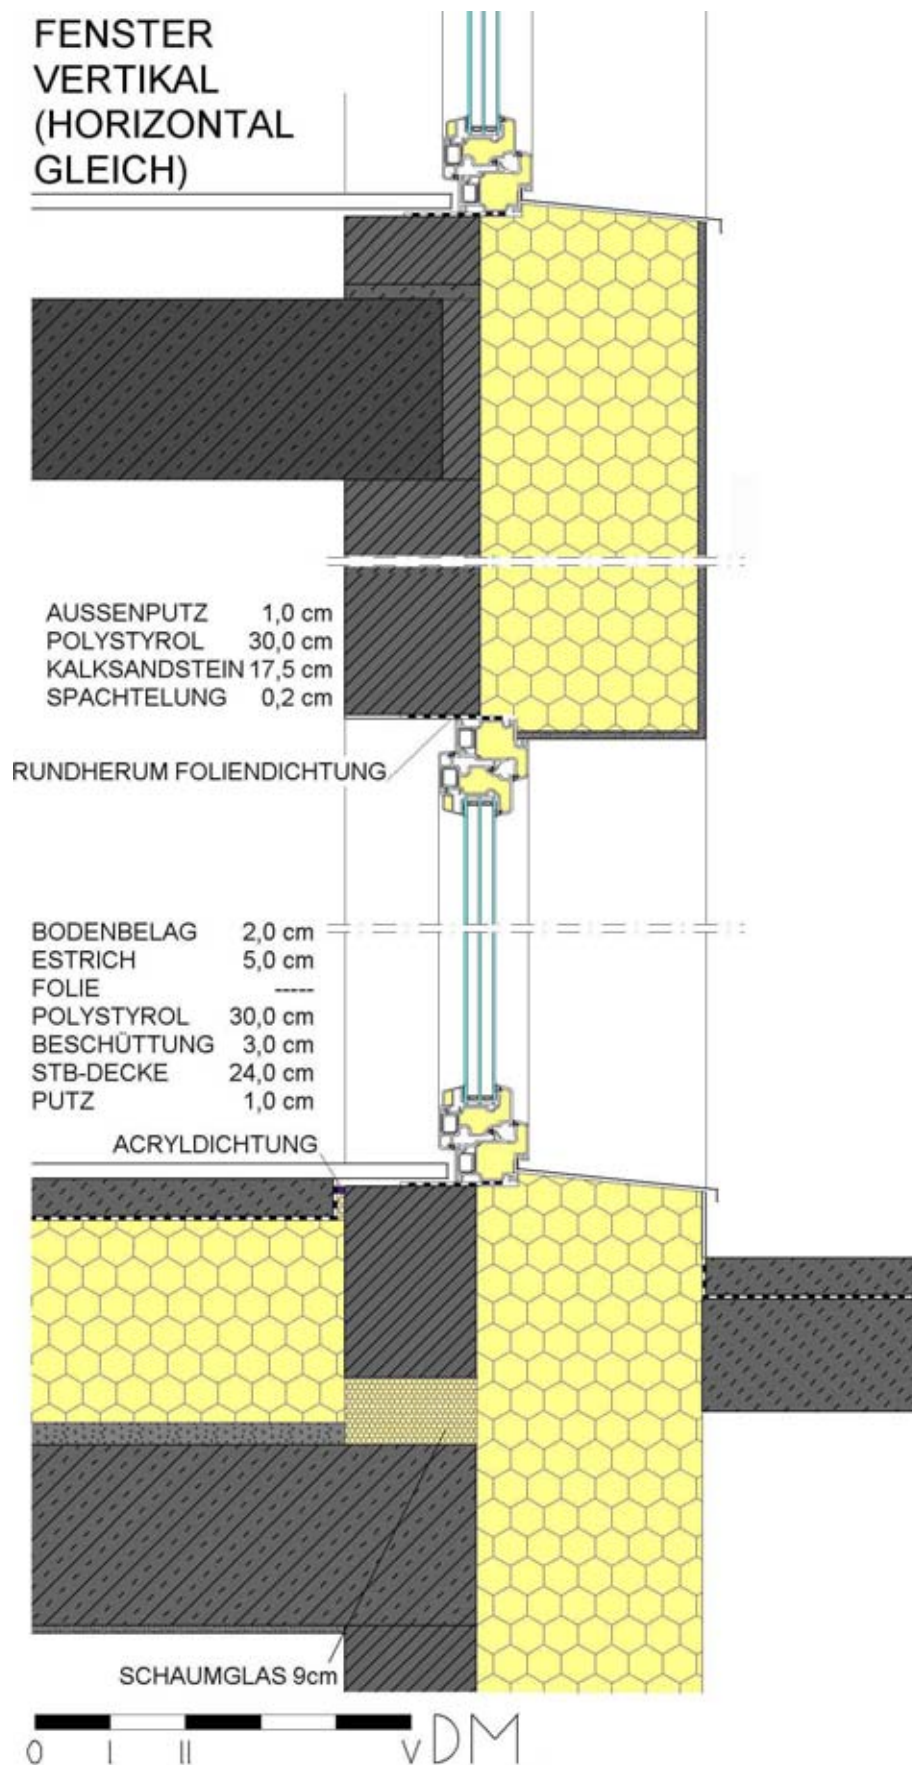 FENSTER
VERTIKAL
(HORIZONTAL
GLEICH)
AUSSENPUTZ 1,0 cm
POLYSTYROL 30,0 cm
KALKSANDSTEIN 17,5 cm
SPACHTELUNG 0,2 cm
RUNDHERUM FOLIENDICHTUNG
BODENBELAG 2,0 cm
ESTRICH 5,0 cm
FOLIE -----
POLYSTYROL 30,0 cm
BESCHÜTTUNG 3,0 cm
STB-DECKE 24,0 cm
PUTZ 1,0 cm
ACRYLDICHTUNG
SCHAUMGLAS 9cm
0 I II V DM